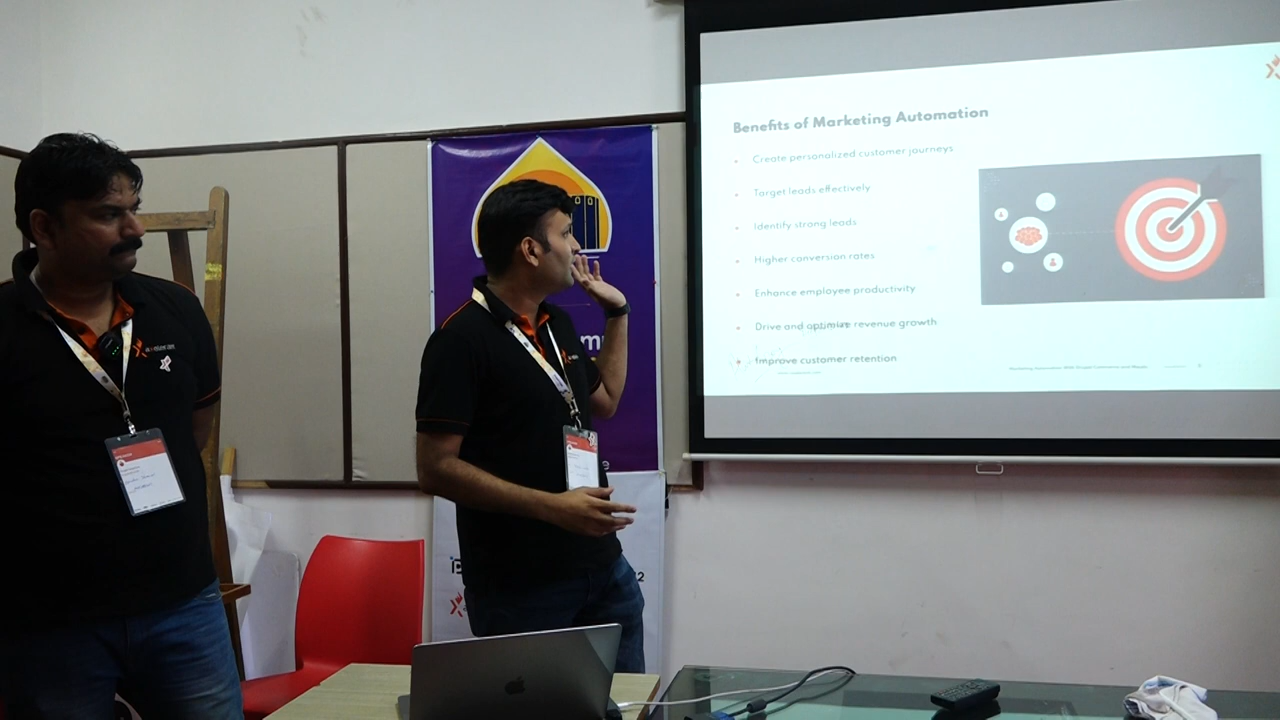 Benefits of Marketing Automation
Create personalized customer journeys
Target leads effectively
Identify strong leads
Higher conversion rates
Enhance employee productivity
Drive and optimize revenue growth
Improve customer retention